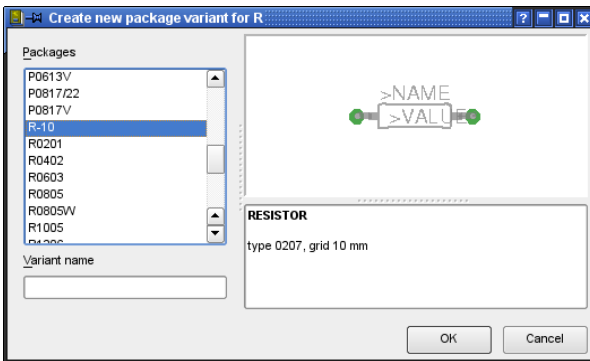 Create new package variant for R
Packages
P0613V
P0817/22
P0817V
R-10
R0201
R0402
R0603
R0805
R0805W
R1005
R1206
>NAME
>VALUE
RESISTOR
type 0207, grid 10 mm
Variant name
OK
Cancel